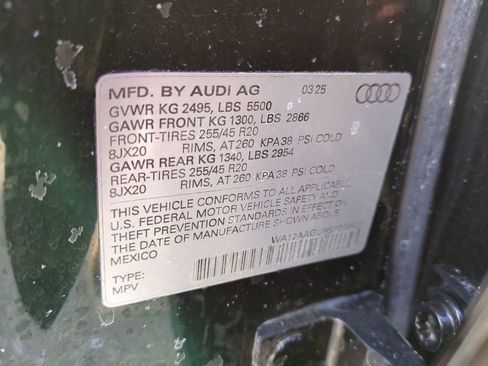 MFD. BY AUDI AG 03 25
GVWR KG 2495, LBS 5500
GAWR FRONT KG 1300, LBS 2866
FRONT-TIRES 255/45 R20
8JX20 RIMS, AT 260 KPA 38 PSI COLD
GAWR REAR KG 1340, LBS 2954
REAR-TIRES 255/45 R20
8JX20 RIMS, AT 260 KPA 38 PSI COLD
THIS VEHICLE CONFORMS TO ALL APPLICABLE
U.S. FEDERAL MOTOR VEHICLE SAFETY AND
THEFT PREVENTION STANDARDS IN EFFECT ON
THE DATE OF MANUFACTURE SHOWN ABOVE
MEXICO
TYPE:
MPV